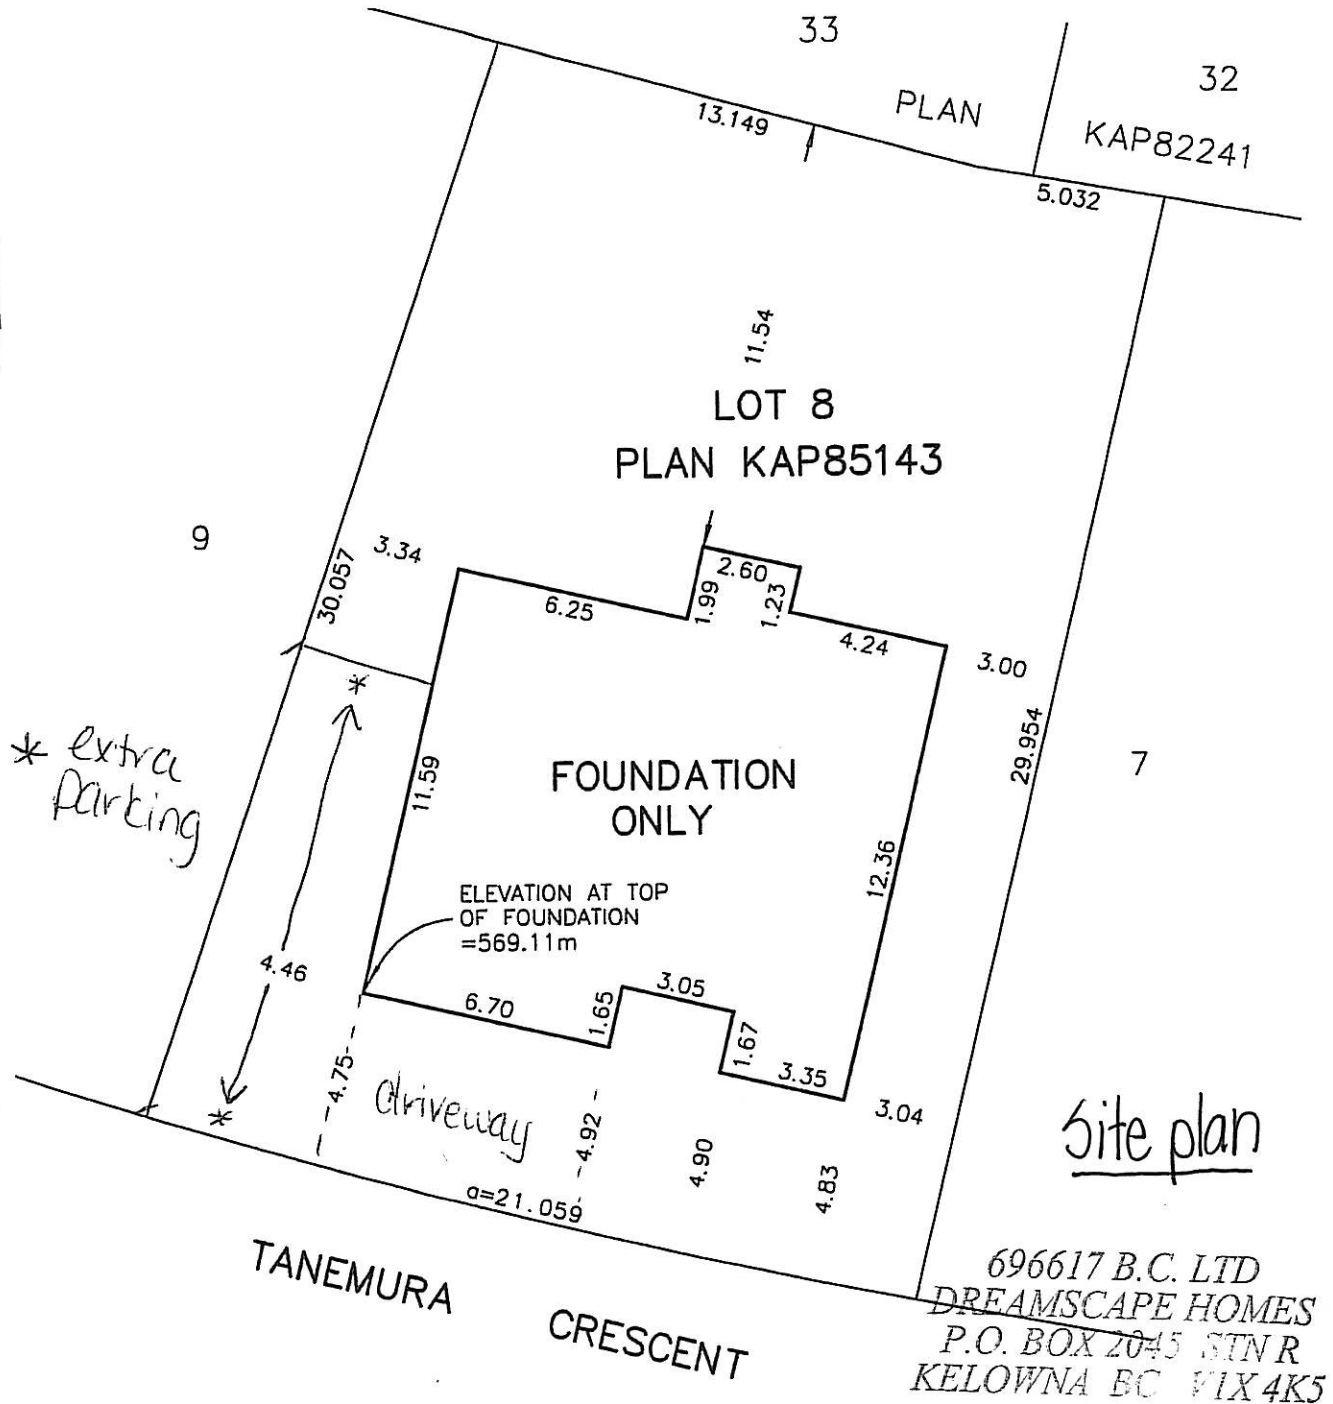 33
32
PLAN
KAP82241
13.149
5.032
11.54
LOT 8
PLAN KAP85143
9
3.34
30.057
2.60
6.25
1.99
1.23
4.24
3.00
* extra
parking
*
29.954
7
11.59
FOUNDATION
ONLY
12.36
ELEVATION AT TOP
OF FOUNDATION
=569.11m
4.46
6.70
1.65
3.05
1.67
3.35
3.04
*
4.75
driveway
4.92
4.90
4.83
a=21.059
site plan
TANEMURA CRESCENT
696617 B.C. LTD
DREAMSCAPE HOMES
P.O. BOX 2045 STN R
KELOWNA BC V1X 4K5